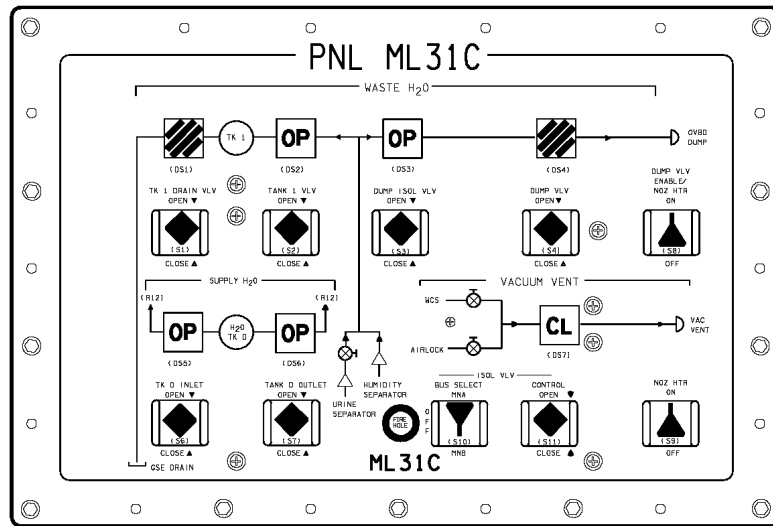 PNL ML31C
WASTE H2O
TK 1
OP
OP
OVBD
DUMP
(DS1)
(DS2)
(DS3)
(DS4)
TK 1 DRAIN VLV
OPEN ▼
TANK 1 VLV
OPEN ▼
DUMP ISOL VLV
OPEN ▼
DUMP VLV
OPEN ▼
DUMP VLV
ENABLE/
NOZ HTR
ON
(S1)
(S2)
(S3)
(S4)
(S8)
CLOSE ▲
CLOSE ▲
CLOSE ▲
CLOSE ▲
OFF
SUPPLY H2O
VACUUM VENT
(R12)
(R12)
OP
H2O
TK D
OP
WCS
AIRLOCK
CL
VAC
VENT
(DS5)
(DS6)
(DS7)
URINE
SEPARATOR
HUMIDITY
SEPARATOR
ISOL VLV
TK D INLET
OPEN ▼
TANK D OUTLET
OPEN ▼
BUS SELECT
MNA
CONTROL
OPEN
NOZ HTR
ON
FIRE
HOLE
OFF
(S6)
(S7)
(S10)
(S11)
(S9)
CLOSE ▲
CLOSE ▲
MNB
CLOSE
OFF
GSE DRAIN
ML31C